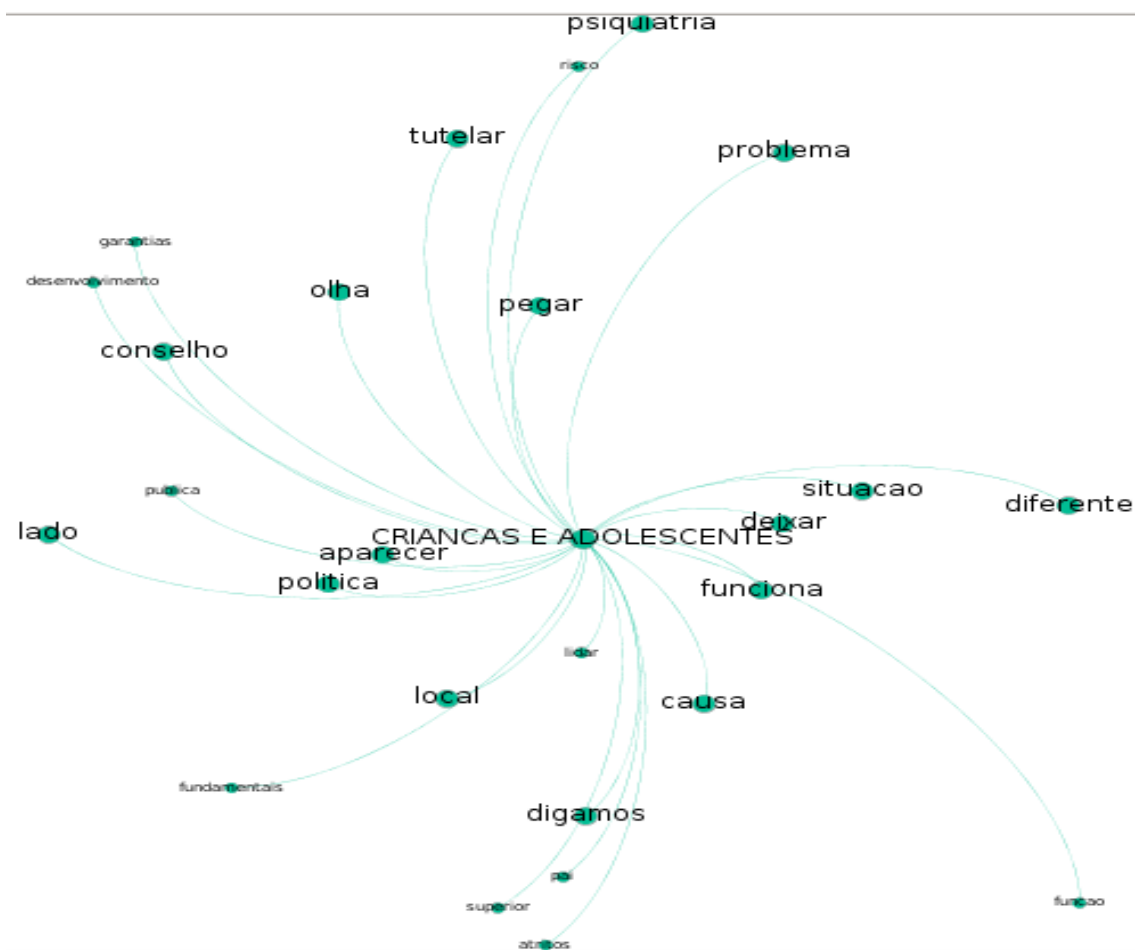 psiquiatria
risco
tutelar
problema
garantias
desenvolvimento
olha
pegar
conselho
situacao
publica
diferente
deixar
lado
CRIANCAS E ADOLESCENTES
aparecer
politica
funciona
lidar
local
causa
fundamentais
digamos
pai
funcao
superior
atritos